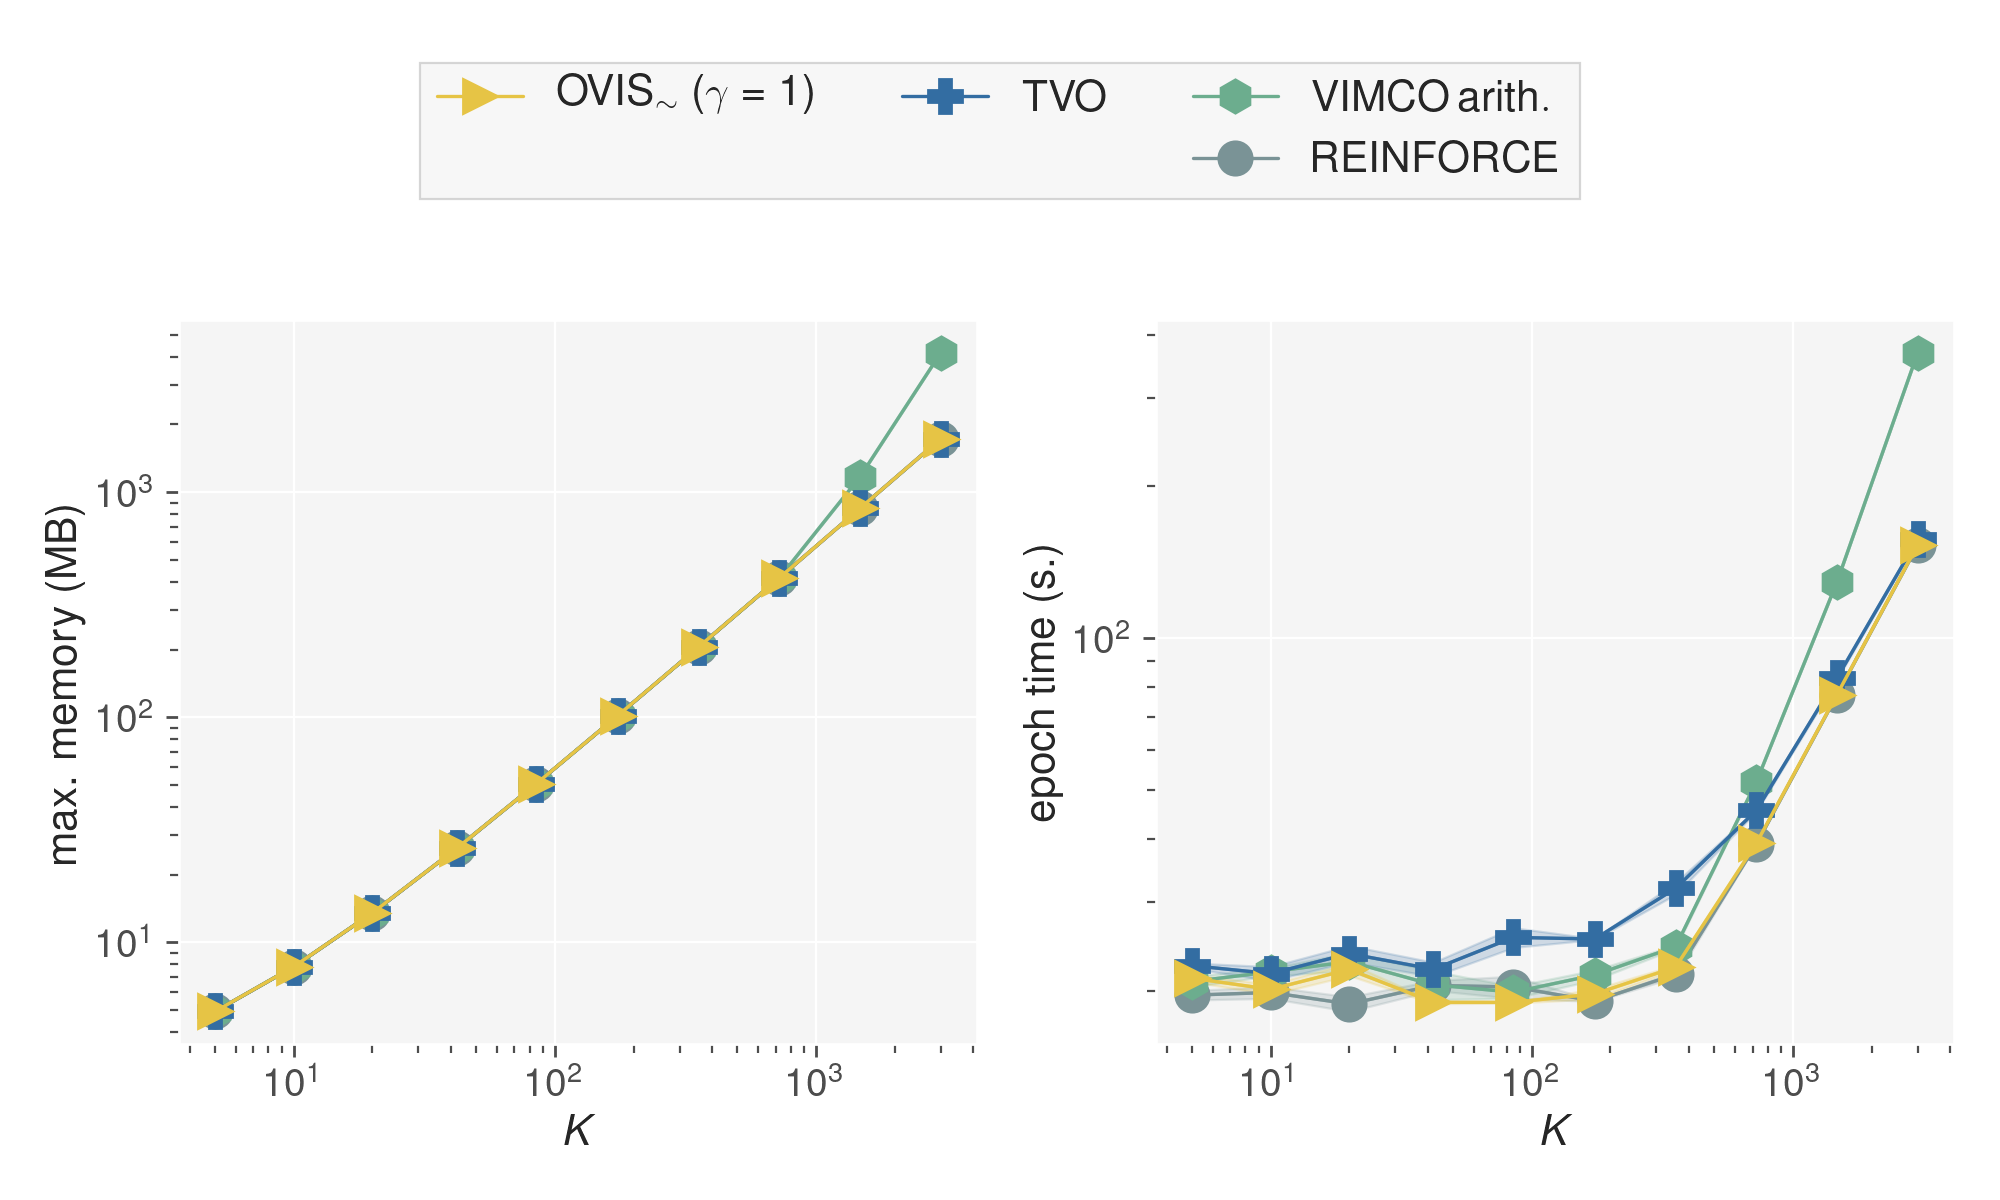 OVIS∼ (γ = 1)
TVO
VIMCO arith.
REINFORCE
max. memory (MB)
10³
10²
10¹
10¹
10²
10³
K
epoch time (s.)
10²
10¹
10²
10³
K